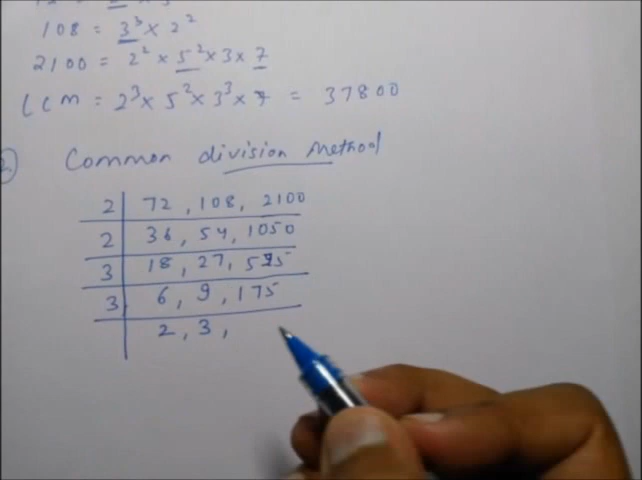 108 = 3³ × 2²
2100 = 2² × 5² × 3 × 7
LCM = 2³ × 5² × 3³ × 7 = 37800
2) Common division Method
2 | 72 , 108 , 2100
2 | 36 , 54 , 1050
3 | 18 , 27 , 525
3 | 6 , 9 , 175
2 , 3 ,